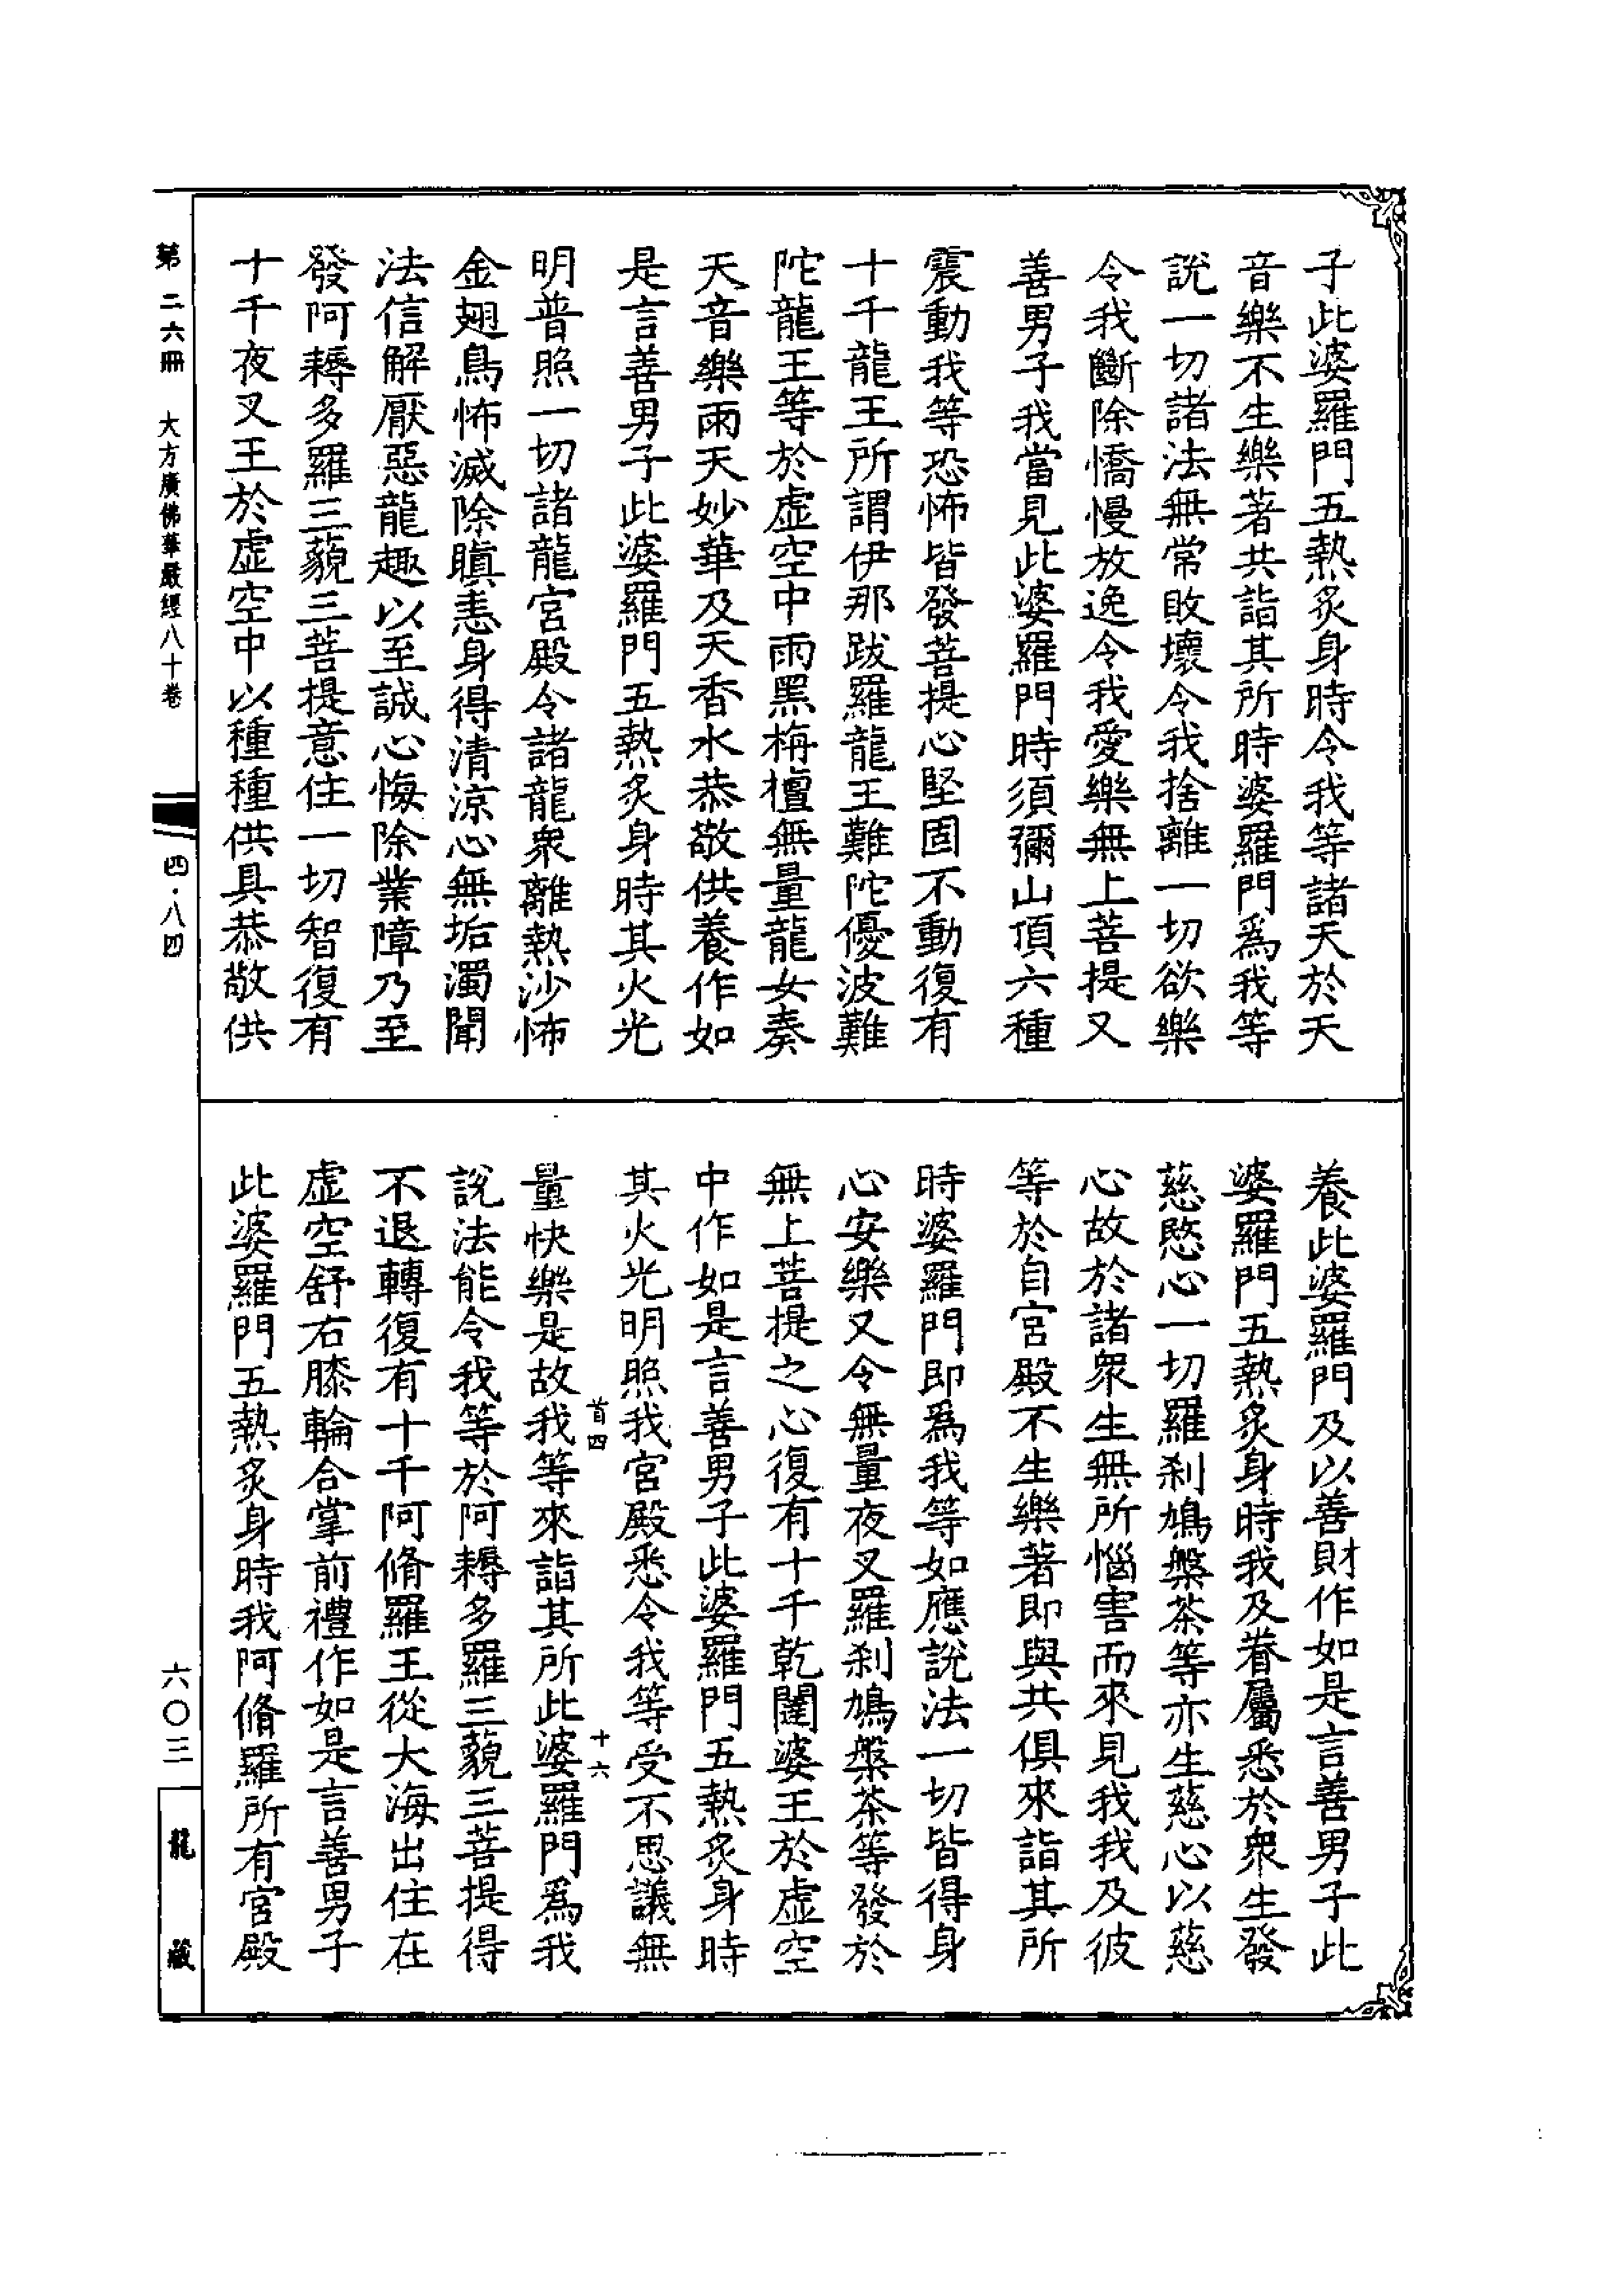 子此婆羅門五熱炙身時令我等諸天於天
音樂不生樂著共詣其所時婆羅門爲我等
說一切諸法無常敗壞令我捨離一切欲樂
令我斷除憍慢放逸令我愛樂無上菩提又
善男子我當見此婆羅門時須彌山頂六種
震動我等恐怖皆發菩提心堅固不動復有
十千龍王所謂伊那跋羅龍王難陀優波難
陀龍王等於虛空中雨黑栴檀無量龍女奏
天音樂雨天妙華及天香水恭敬供養作如
是言善男子此婆羅門五熱炙身時其火光
明普照一切諸龍宮殿令諸龍衆離熱沙怖
金翅鳥怖滅除瞋恚身得清涼心無垢濁聞
法信解厭惡龍趣以至誠心悔除業障乃至
發阿耨多羅三藐三菩提意住一切智復有
十千夜叉王於虛空中以種種供具恭敬供
養此婆羅門及以善財作如是言善男子此
婆羅門五熱炙身時我及眷屬悉於衆生發
慈愍心一切羅刹鳩槃茶等亦生慈心以慈
心故於諸衆生無所惱害而來見我我及彼
等於自宮殿不生樂著即與共俱來詣其所
時婆羅門即爲我等如應說法一切皆得身
心安樂又令無量夜叉羅刹鳩槃茶等發於
無上菩提之心復有十千乾闥婆王於虛空
中作如是言善男子此婆羅門五熱炙身時
其火光明照我宮殿悉令我等受不思議無
首四 十六
量快樂是故我等來詣其所此婆羅門爲我
說法能令我等於阿耨多羅三藐三菩提得
不退轉復有十千阿脩羅王從大海出住在
虛空舒右膝輪合掌前禮作如是言善男子
此婆羅門五熱炙身時我阿脩羅所有宮殿
第二六冊 大方廣佛華嚴經八十卷 四·八四 六〇三 龍藏